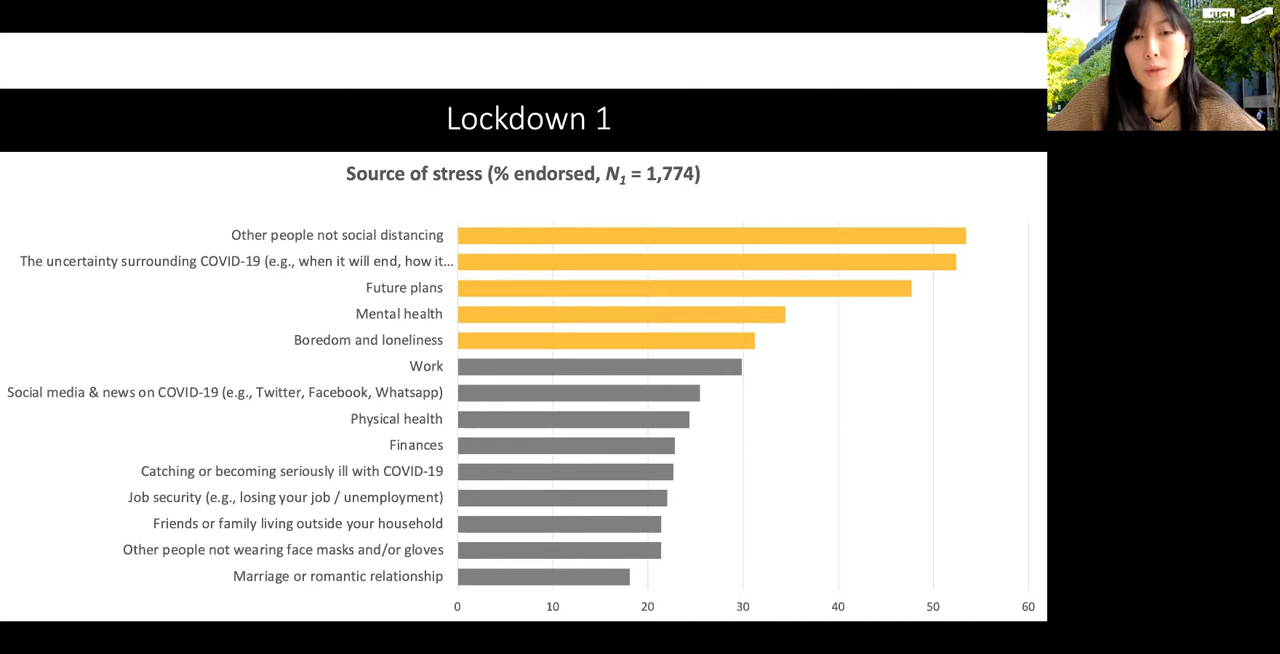 UCL
Lockdown 1
Source of stress (% endorsed, N1 = 1,774)
Other people not social distancing
The uncertainty surrounding COVID-19 (e.g., when it will end, how it...
Future plans
Mental health
Boredom and loneliness
Work
Social media & news on COVID-19 (e.g., Twitter, Facebook, Whatsapp)
Physical health
Finances
Catching or becoming seriously ill with COVID-19
Job security (e.g., losing your job / unemployment)
Friends or family living outside your household
Other people not wearing face masks and/or gloves
Marriage or romantic relationship
0 10 20 30 40 50 60